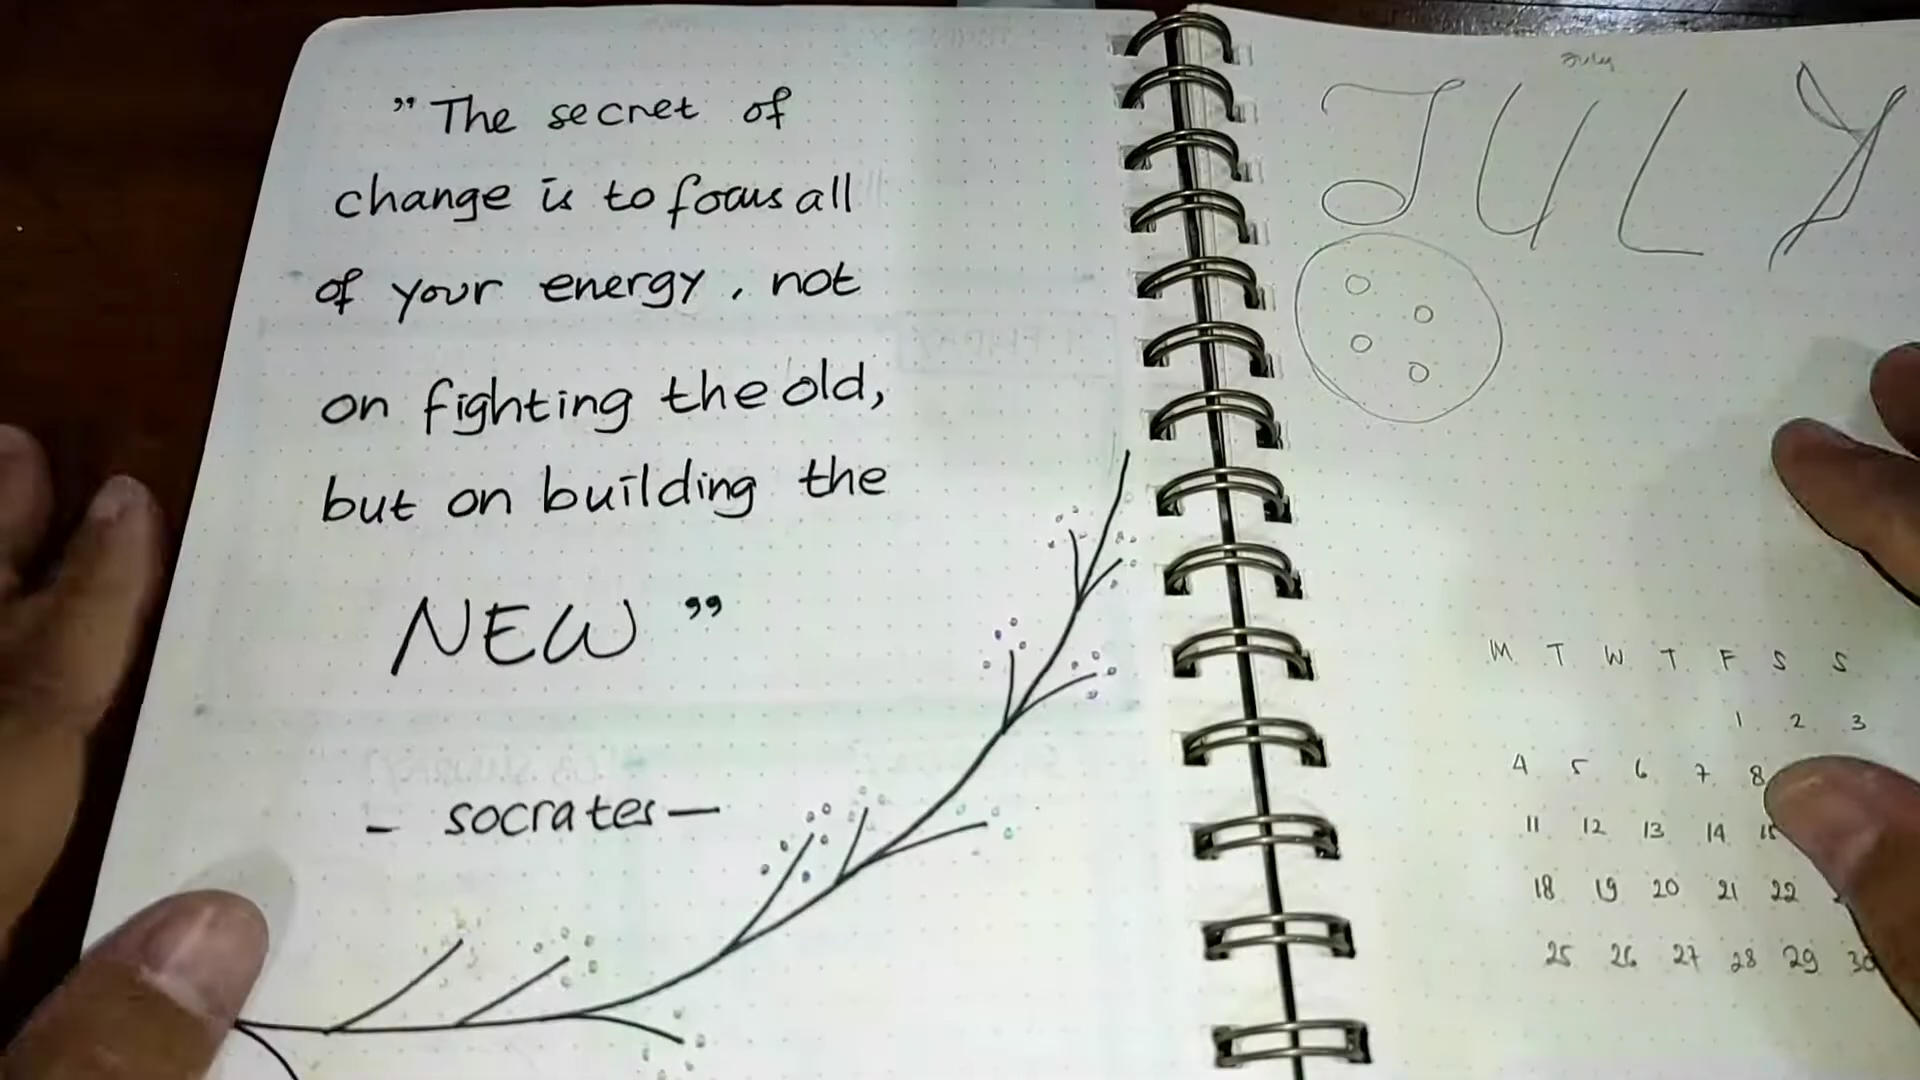 ” The secret of
change is to focus all
of your energy, not
on fighting the old,
but on building the
NEW ”
- socrates —
July
JULY
M T W T F S S
1 2 3
4 5 6 7 8
11 12 13 14 15
18 19 20 21 22
25 26 27 28 29 30